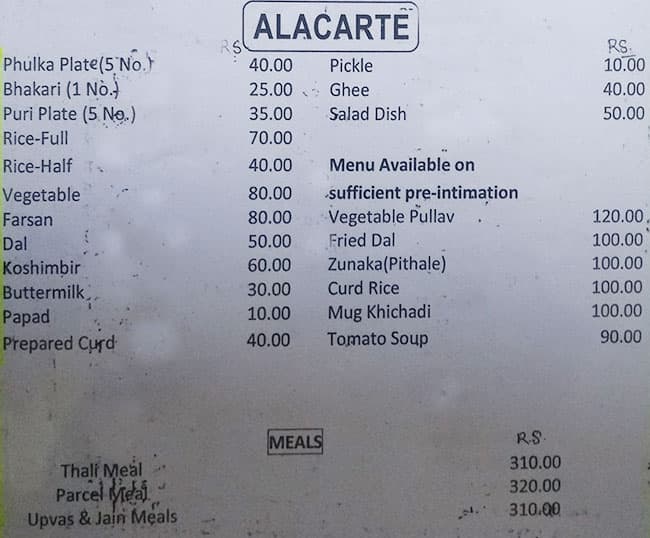 ALACARTE
RS
Phulka Plate(5 No.) 40.00
Bhakari (1 No.) 25.00
Puri Plate (5 No.) 35.00
Rice-Full 70.00
Rice-Half 40.00
Vegetable 80.00
Farsan 80.00
Dal 50.00
Koshimbir 60.00
Buttermilk 30.00
Papad 10.00
Prepared Curd 40.00
RS.
Pickle 10.00
Ghee 40.00
Salad Dish 50.00
Menu Available on
sufficient pre-intimation
Vegetable Pullav 120.00
Fried Dal 100.00
Zunaka(Pithale) 100.00
Curd Rice 100.00
Mug Khichadi 100.00
Tomato Soup 90.00
MEALS RS.
Thali Meal 310.00
Parcel Meal 320.00
Upvas & Jain Meals 310.00